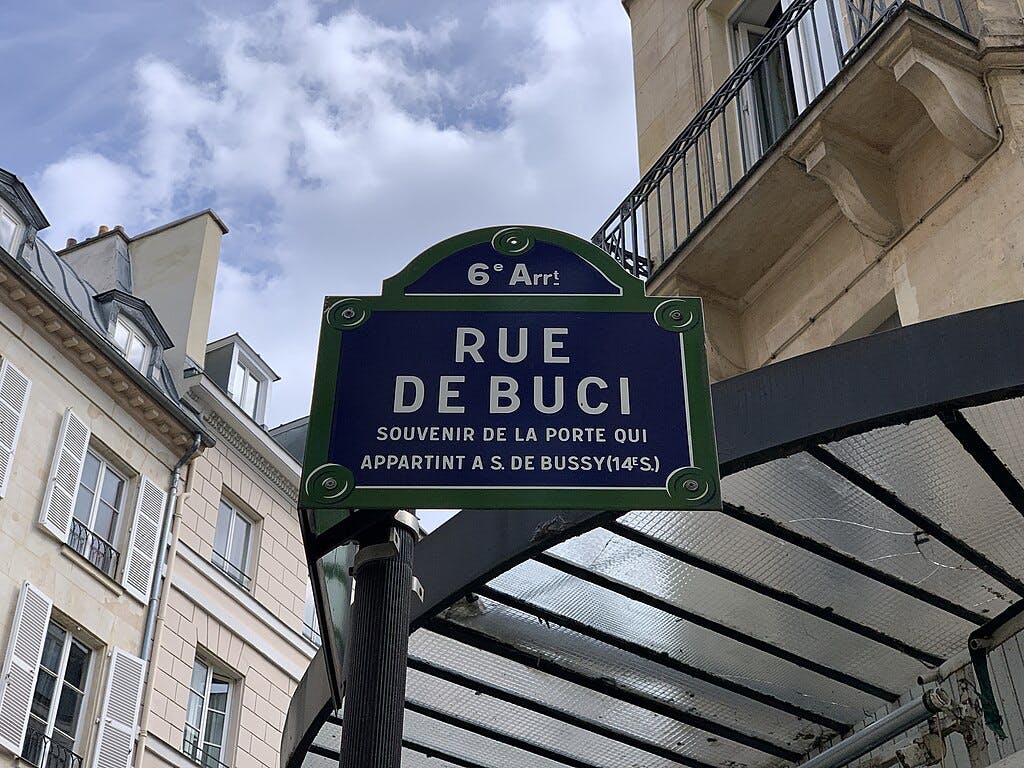 6e Arrt
RUE
DE BUCI
SOUVENIR DE LA PORTE QUI
APPARTINT A S. DE BUSSY (14E S.)